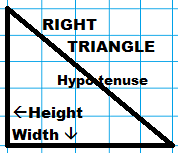 RIGHT
TRIANGLE
Hypotenuse
←Height
Width ↓